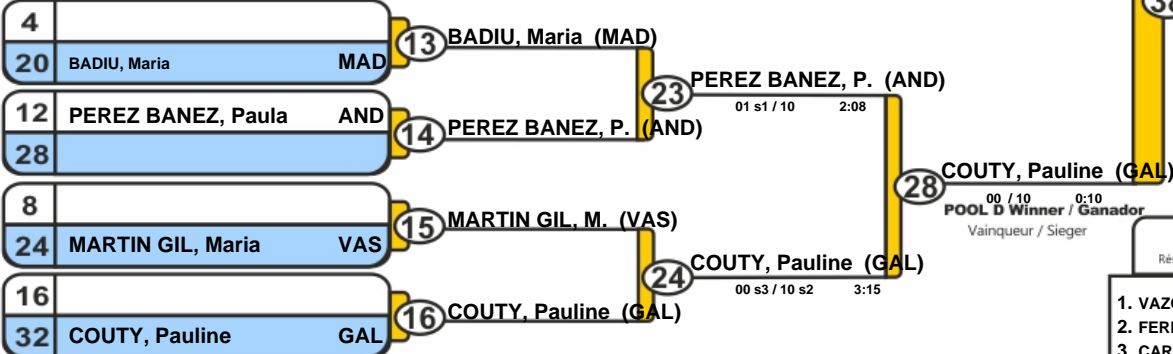 4
20 BADIU, Maria MAD
13 BADIU, Maria (MAD)
12 PEREZ BANEZ, Paula AND
28
14 PEREZ BANEZ, P. (AND)
23 PEREZ BANEZ, P. (AND)
01 s1 / 10 2:08
8
24 MARTIN GIL, Maria VAS
15 MARTIN GIL, M. (VAS)
16
32 COUTY, Pauline GAL
16 COUTY, Pauline (GAL)
24 COUTY, Pauline (GAL)
00 s3 / 10 s2 3:15
28 COUTY, Pauline (GAL)
00 / 10 0:10
POOL D Winner / Ganador
Vainqueur / Sieger
1.
2.
3.